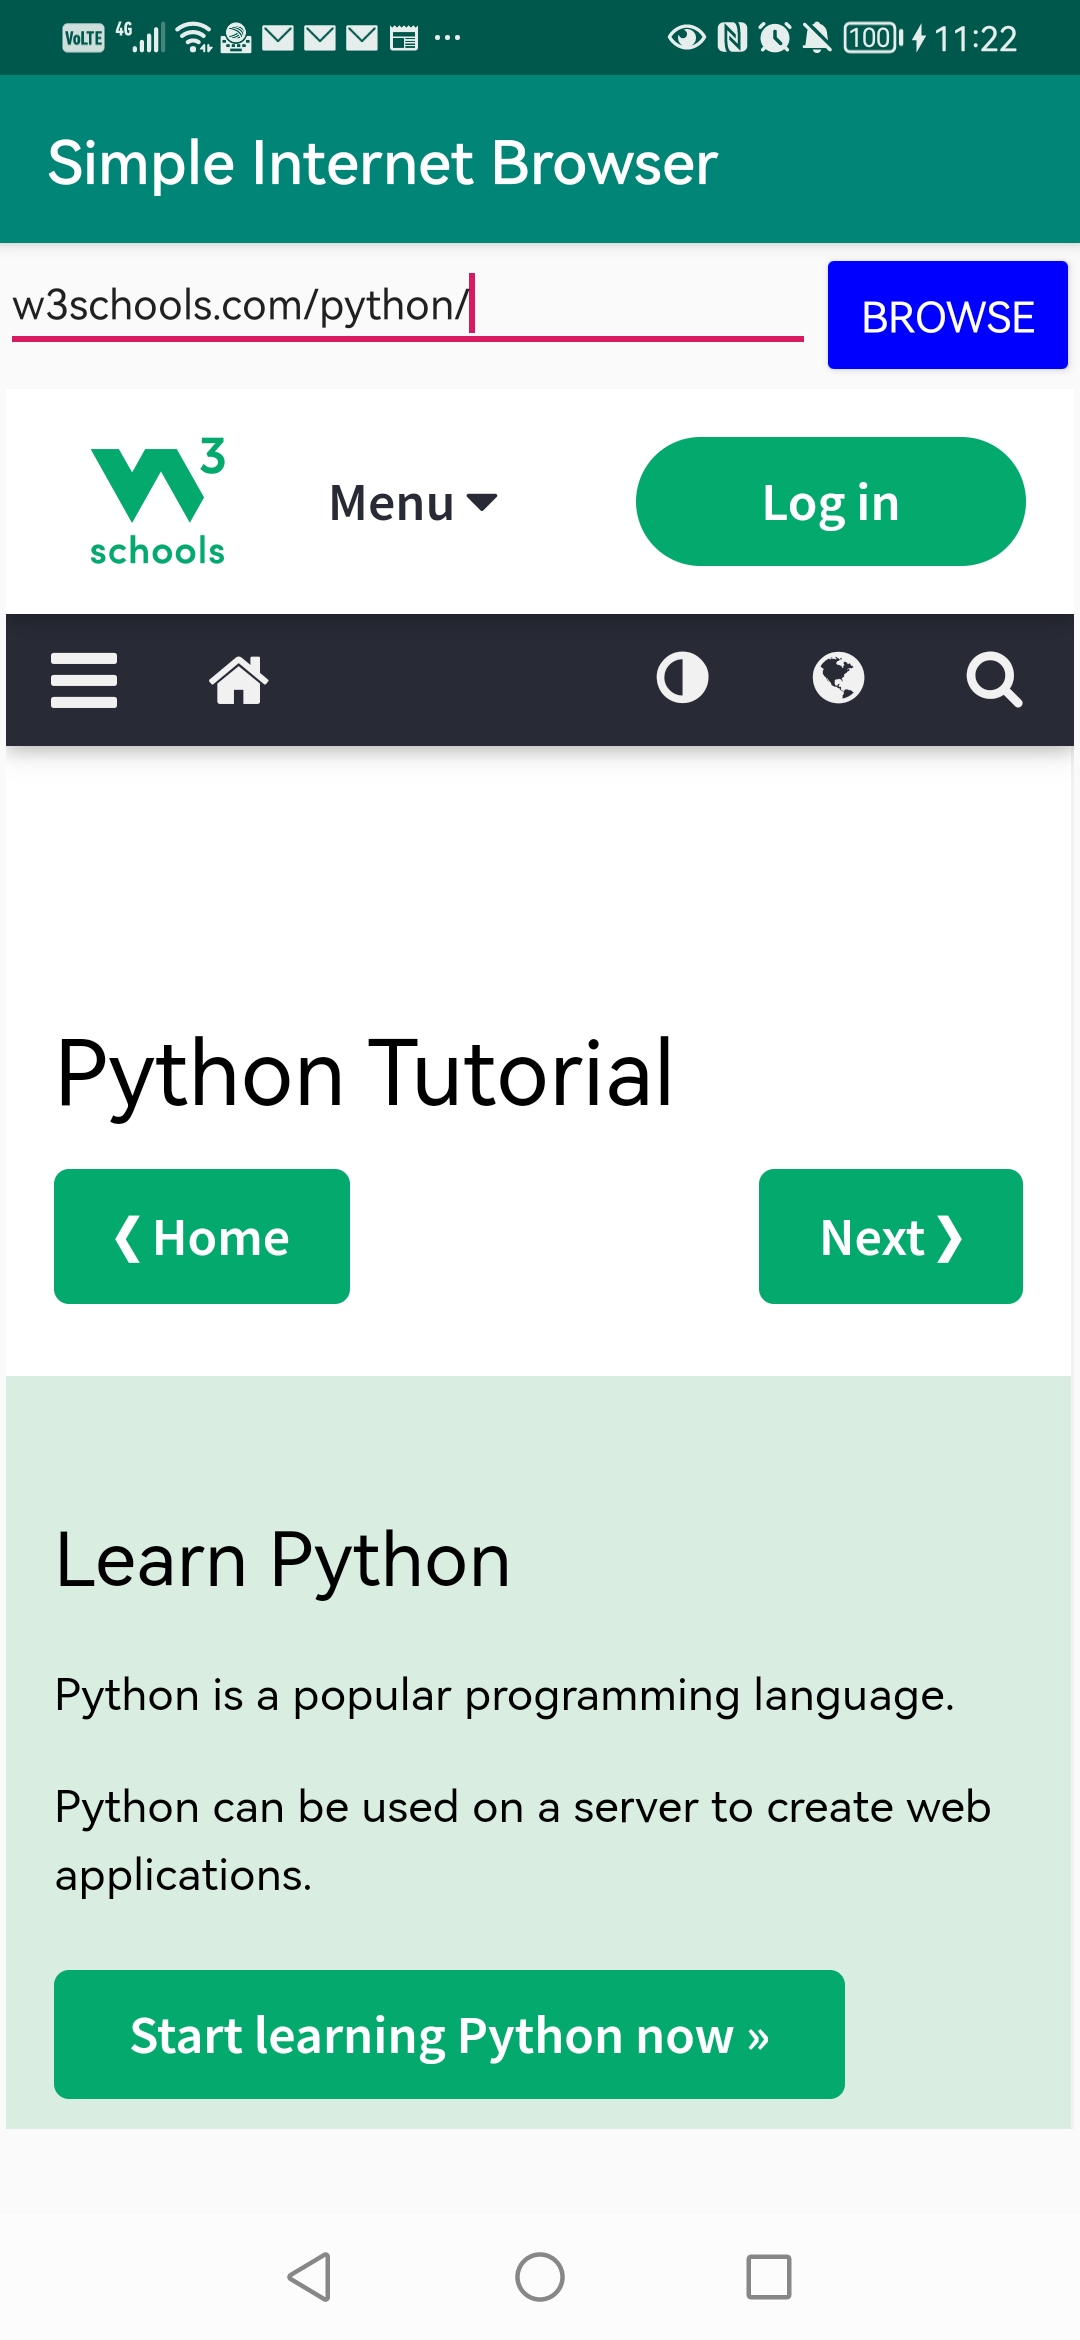 VoLTE 4G 100 11:22
Simple Internet Browser
w3schools.com/python/
BROWSE
W3
schools
Menu
Log in
Python Tutorial
❮ Home
Next ❯
Learn Python
Python is a popular programming language.
Python can be used on a server to create web
applications.
Start learning Python now »